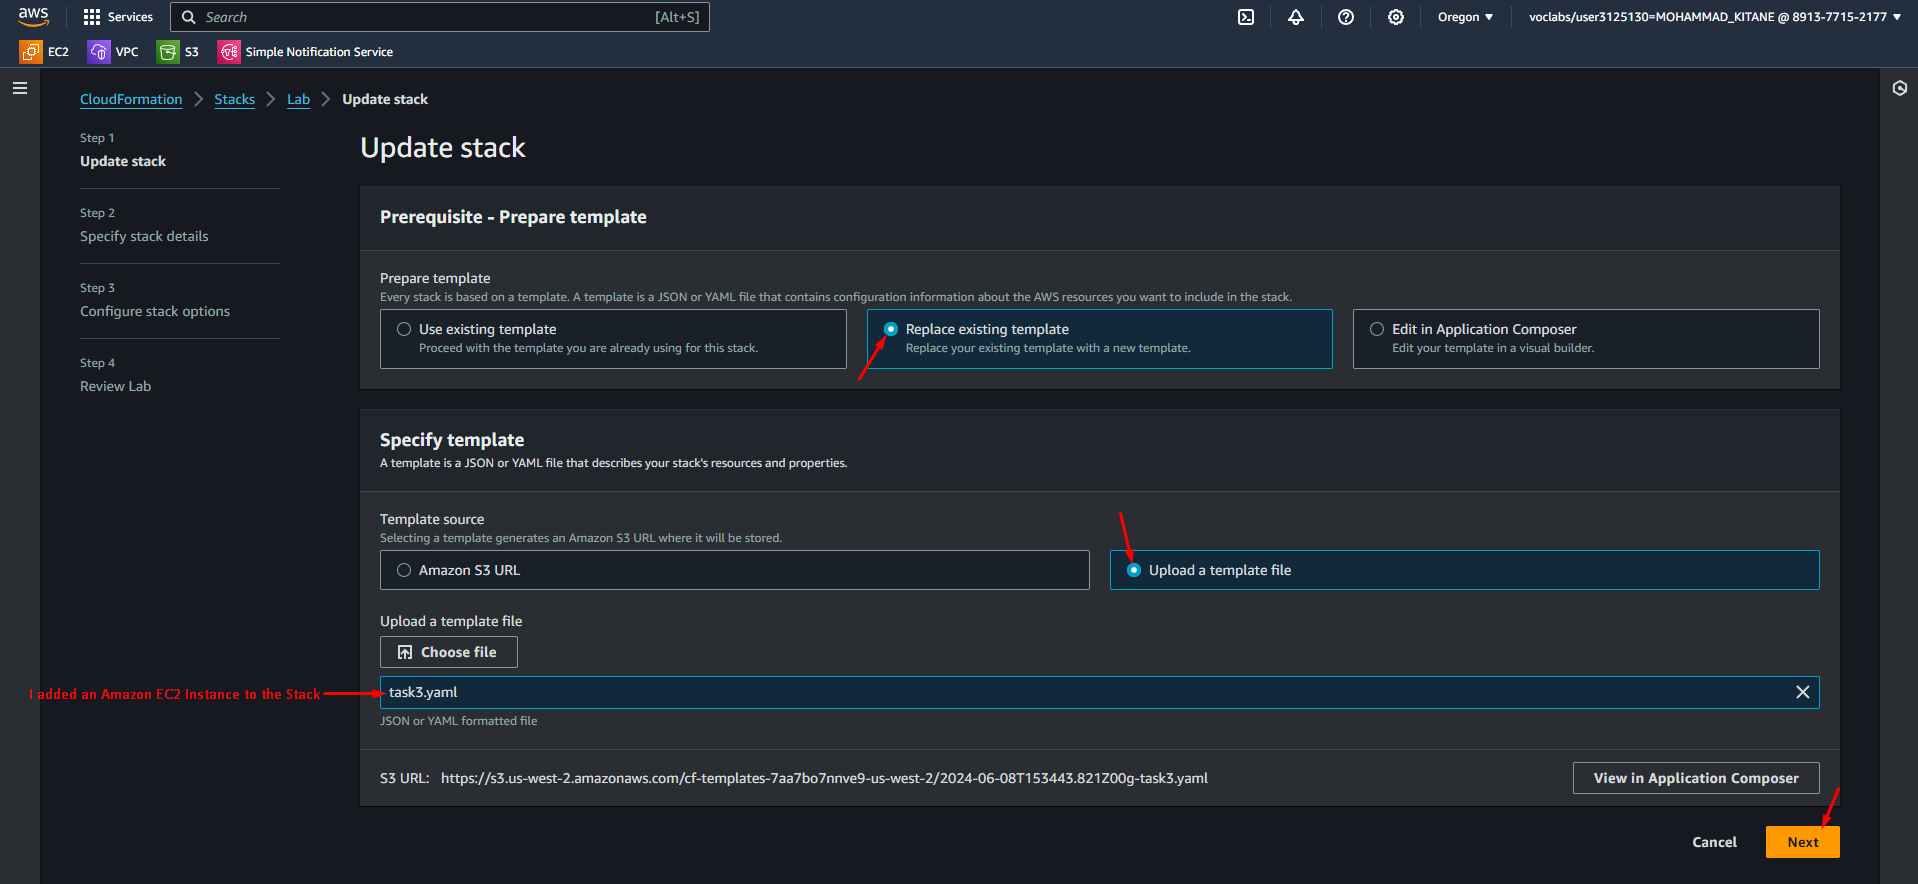 aws
Services
Search
[Alt+S]
Oregon
voclabs/user3125130=MOHAMMAD_KITANE @ 8913-7715-2177
EC2
VPC
S3
Simple Notification Service
CloudFormation
Stacks
Lab
Update stack
Step 1
Update stack
Step 2
Specify stack details
Step 3
Configure stack options
Step 4
Review Lab
Update stack
Prerequisite - Prepare template
Prepare template
Every stack is based on a template. A template is a JSON or YAML file that contains configuration information about the AWS resources you want to include in the stack.
Use existing template
Proceed with the template you are already using for this stack.
Replace existing template
Replace your existing template with a new template.
Edit in Application Composer
Edit your template in a visual builder.
Specify template
A template is a JSON or YAML file that describes your stack's resources and properties.
Template source
Selecting a template generates an Amazon S3 URL where it will be stored.
Amazon S3 URL
Upload a template file
Upload a template file
Choose file
I added an Amazon EC2 Instance to the Stack
task3.yaml
JSON or YAML formatted file
S3 URL: https://s3.us-west-2.amazonaws.com/cf-templates-7aa7bo7nnve9-us-west-2/2024-06-08T153443.821Z00g-task3.yaml
View in Application Composer
Cancel
Next